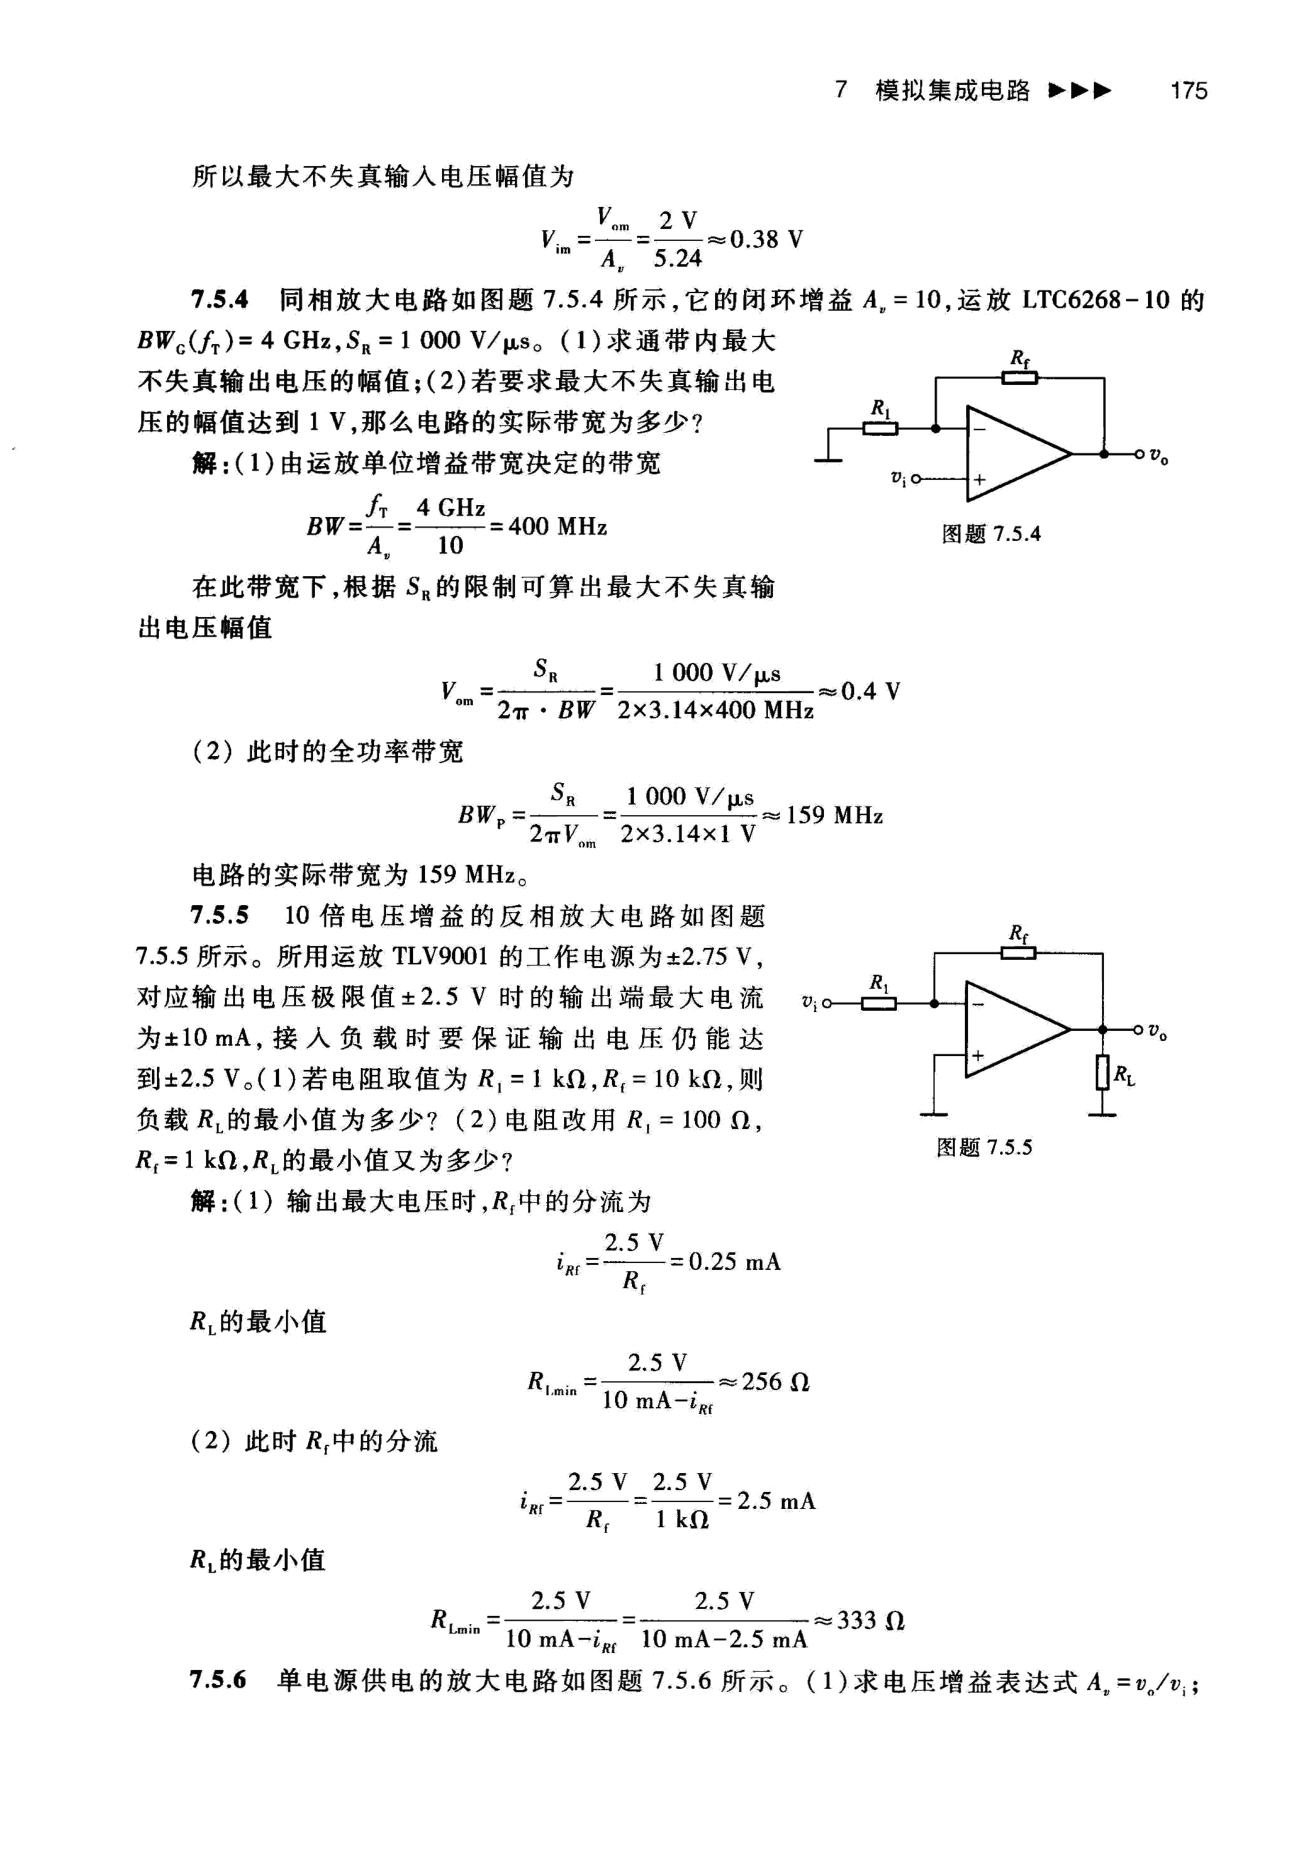 7 模拟集成电路 ▶▶▶ 175
所以最大不失真输入电压幅值为
V_im = V_om / A_v = 2 V / 5.24 ≈ 0.38 V
7.5.4 同相放大电路如图题 7.5.4 所示,它的闭环增益 A_v = 10,运放 LTC6268-10 的
BW_G(f_T) = 4 GHz, S_R = 1 000 V/μs。(1)求通带内最大
不失真输出电压的幅值;(2)若要求最大不失真输出电
压的幅值达到 1 V,那么电路的实际带宽为多少?
解:(1)由运放单位增益带宽决定的带宽
BW = f_T / A_v = 4 GHz / 10 = 400 MHz
R_f
R_1
v_i
v_o
-
+
图题 7.5.4
在此带宽下,根据 S_R的限制可算出最大不失真输
出电压幅值
V_om = S_R / 2π · BW = 1 000 V/μs / 2×3.14×400 MHz ≈ 0.4 V
(2) 此时的全功率带宽
BW_P = S_R / 2πV_om = 1 000 V/μs / 2×3.14×1 V ≈ 159 MHz
电路的实际带宽为 159 MHz。
7.5.5 10 倍电压增益的反相放大电路如图题
7.5.5 所示。所用运放 TLV9001 的工作电源为±2.75 V,
对应输出电压极限值±2.5 V 时的输出端最大电流
为±10 mA,接入负载时要保证输出电压仍能达
到±2.5 V。(1)若电阻取值为 R_1 = 1 kΩ, R_f = 10 kΩ,则
负载 R_L的最小值为多少? (2)电阻改用 R_1 = 100 Ω,
R_f = 1 kΩ, R_L的最小值又为多少?
R_f
R_1
v_i
v_o
-
+
R_L
图题 7.5.5
解:(1) 输出最大电压时,R_f中的分流为
i_Rf = 2.5 V / R_f = 0.25 mA
R_L的最小值
R_Lmin = 2.5 V / 10 mA-i_Rf ≈ 256 Ω
(2) 此时 R_f中的分流
i_Rf = 2.5 V / R_f = 2.5 V / 1 kΩ = 2.5 mA
R_L的最小值
R_Lmin = 2.5 V / 10 mA-i_Rf = 2.5 V / 10 mA-2.5 mA ≈ 333 Ω
7.5.6 单电源供电的放大电路如图题 7.5.6 所示。(1)求电压增益表达式 A_v = v_o/v_i;